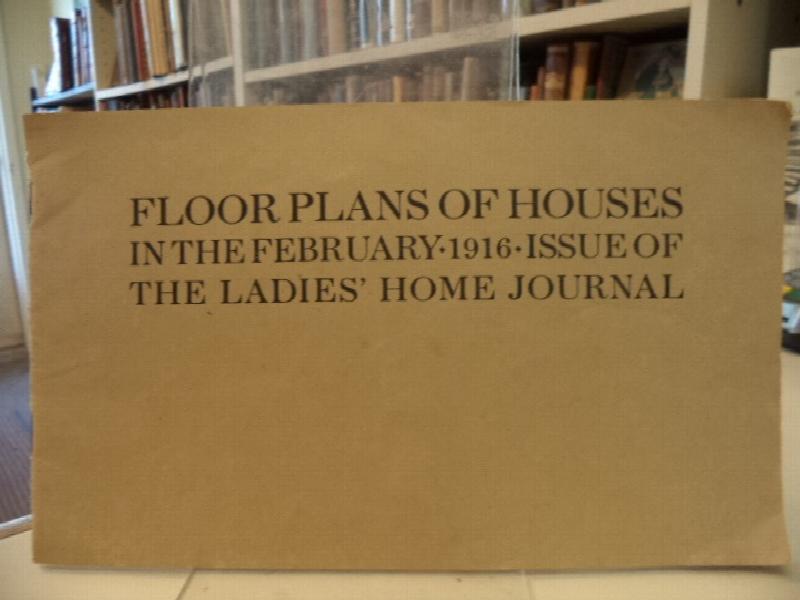 FLOOR PLANS OF HOUSES
IN THE FEBRUARY·1916·ISSUE OF
THE LADIES' HOME JOURNAL